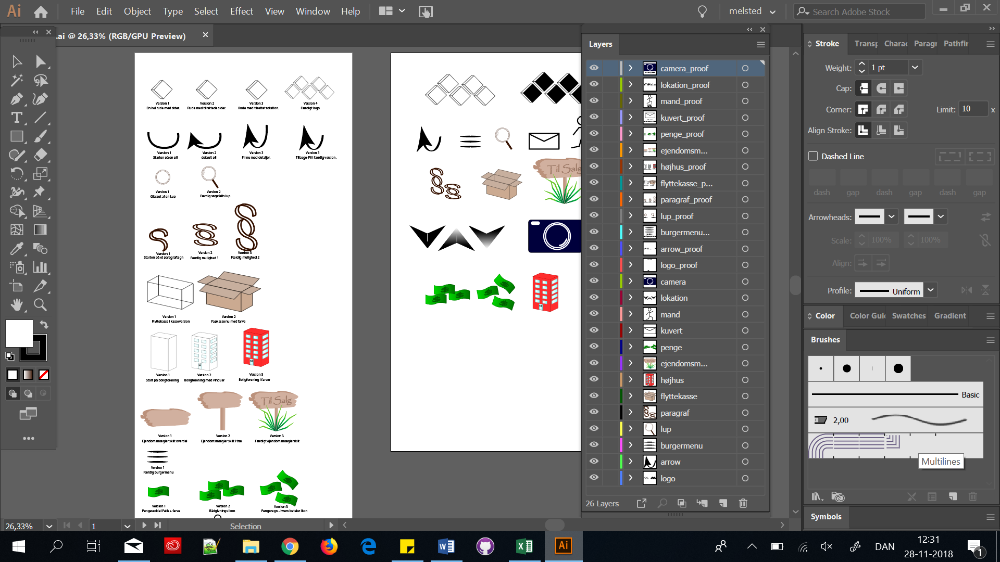 Ai File Edit Object Type Select Effect View Window Help melsted Search Adobe Stock
.ai @ 26,33% (RGB/GPU Preview)
Version 1
En hel rude med sider.
Version 2
Rude med tilrettede sider.
Version 3
Rude med tilrettet rotation.
Version 4
Færdigt logo
Version 1
Starten på en pil
Version 2
default pil
Version 3
Pil nu med detaljer.
Version 3
Tilbage-Pil i færdig version.
Version 1
Glasset af en Lup
Version 2
Færdig søgefelts lup
Version 1
Starten på et paragraftegn
Version 2
Færdig mulighed 1
Version 3
Færdig mulighed 2
Version 1
Flyttekasse i kasseversion
Version 2
Papkasse nu med farve
Version 1
Start på boligforening
Version 2
Boligforening med vinduer
Version 3
Boligforening i farver
Til Salg
Version 1
Ejendomsmægler skilt overdel
Version 2
Ejendomsmægler skilt i træ
Version 3
Færdigt ejendomsmæglerskilt
Version 1
Færdig burgermenu
Version 1
Pengeseddel Path + farve
Version 2
Rådgivnings Ikon
Version 3
Pengeregn - hvem betaler Ikon
Til Salg
Layers
camera_proof
lokation_proof
mand_proof
kuvert_proof
penge_proof
ejendomsm...
højhus_proof
flyttekasse_p...
paragraf_proof
lup_proof
burgermenu...
arrow_proof
logo_proof
camera
lokation
mand
kuvert
penge
ejendomsm...
højhus
flyttekasse
paragraf
lup
burgermenu
arrow
logo
26 Layers
Stroke Transp Charac Paragr Pathfir
Weight: 1 pt
Cap:
Corner: Limit: 10 x
Align Stroke:
Dashed Line
dash gap dash gap dash gap
Arrowheads:
Scale: 100% 100%
Align:
Profile: Uniform
Color Color Guid Swatches Gradient
Brushes
Basic
2,00
Multilines
Symbols
26,33% 1 Selection
Ai DAN 12:31
28-11-2018 1